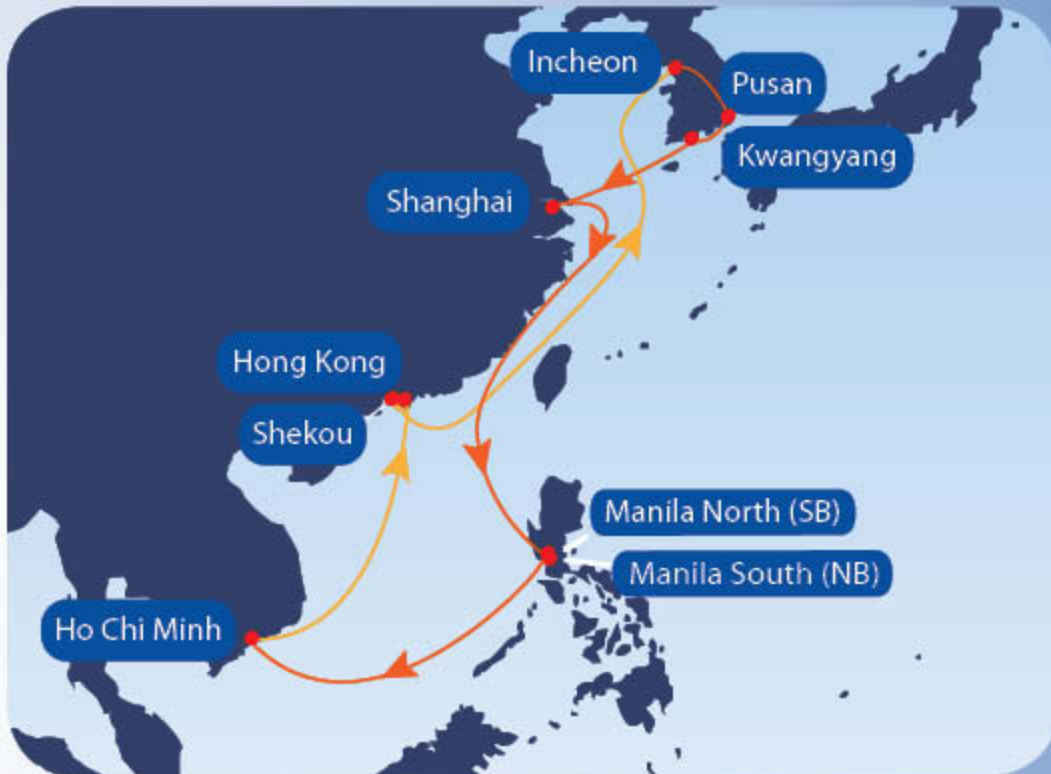 Incheon
Pusan
Kwangyang
Shanghai
Hong Kong
Shekou
Manila North (SB)
Manila South (NB)
Ho Chi Minh